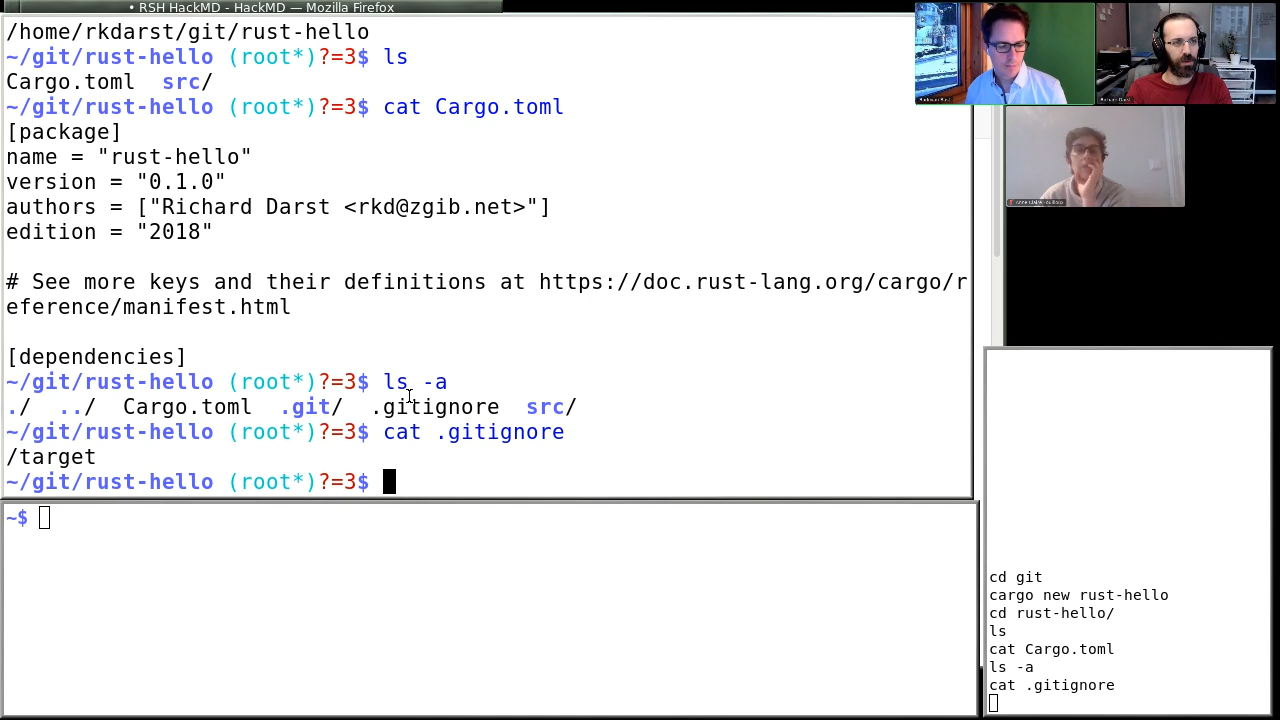 • RSH HackMD - HackMD — Mozilla Firefox
/home/rkdarst/git/rust-hello
~/git/rust-hello (root*)?=3$ ls
Cargo.toml  src/
~/git/rust-hello (root*)?=3$ cat Cargo.toml
[package]
name = "rust-hello"
version = "0.1.0"
authors = ["Richard Darst <rkd@zgib.net>"]
edition = "2018"
# See more keys and their definitions at https://doc.rust-lang.org/cargo/r
eference/manifest.html
[dependencies]
~/git/rust-hello (root*)?=3$ ls -a
./  ../  Cargo.toml  .git/  .gitignore  src/
~/git/rust-hello (root*)?=3$ cat .gitignore
/target
~/git/rust-hello (root*)?=3$
~$
Richard Darst
cd git
cargo new rust-hello
cd rust-hello/
ls
cat Cargo.toml
ls -a
cat .gitignore